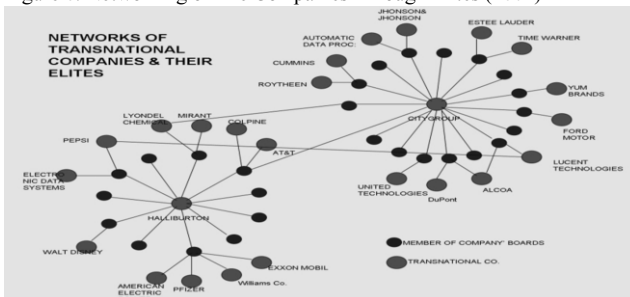 NETWORKS OF
TRANSNATIONAL
COMPANIES & THEIR
ELITES
JHONSON&
JHONSON
ESTEE LAUDER
AUTOMATIC
DATA PROC:
TIME WARNER
CUMMINS
ROYTHEEN
YUM
BRANDS
LYONDEL
CHEMICAL
MIRANT
COLPINE
CITYGROUP
FORD
MOTOR
PEPSI
AT&T
LUCENT
TECHNOLOGIES
ELECTRO
NIC DATA
SYSTEMS
UNITED
TECHNOLOGIES
DuPont
ALCOA
HALLIBURTON
WALT DISNEY
MEMBER OF COMPANY' BOARDS
TRANSNATIONAL CO.
EXXON MOBIL
AMERICAN
ELECTRIC
PFIZER
Williams Co.